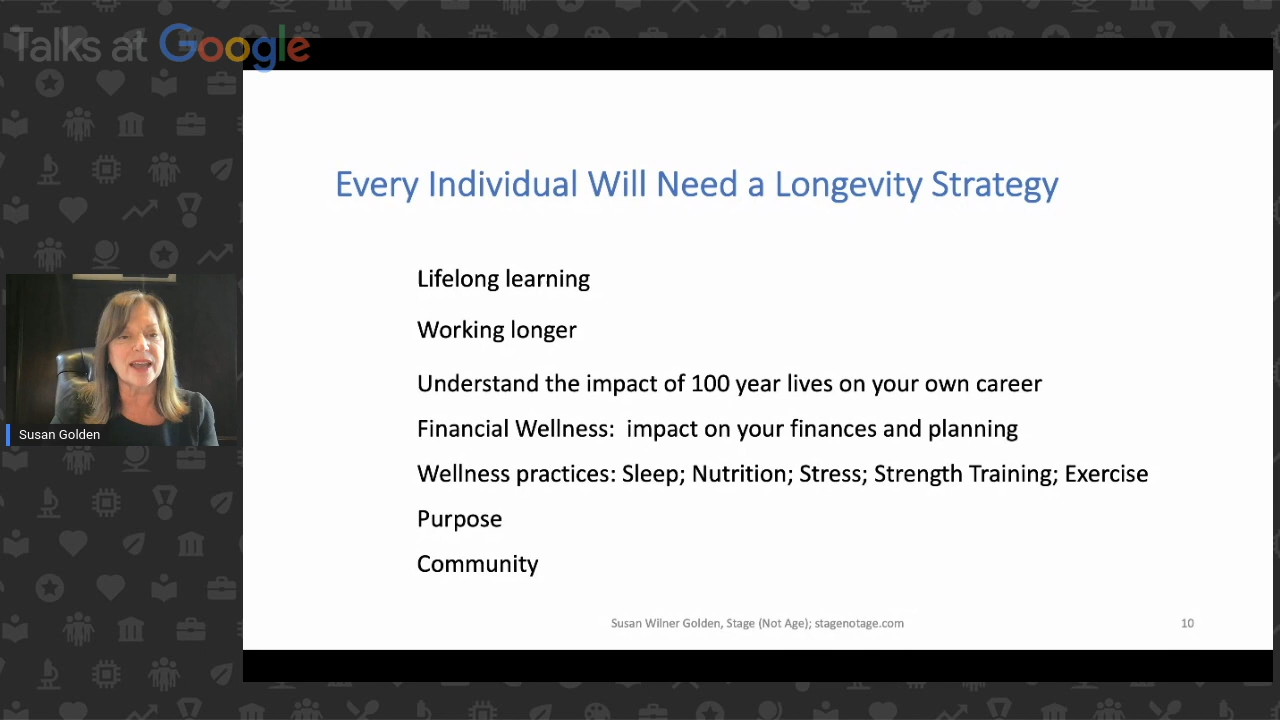 Talks at Google
Every Individual Will Need a Longevity Strategy
Lifelong learning
Working longer
Understand the impact of 100 year lives on your own career
Financial Wellness: impact on your finances and planning
Wellness practices: Sleep; Nutrition; Stress; Strength Training; Exercise
Purpose
Community
Susan Golden
Susan Wilner Golden, Stage (Not Age); stagenotage.com
10